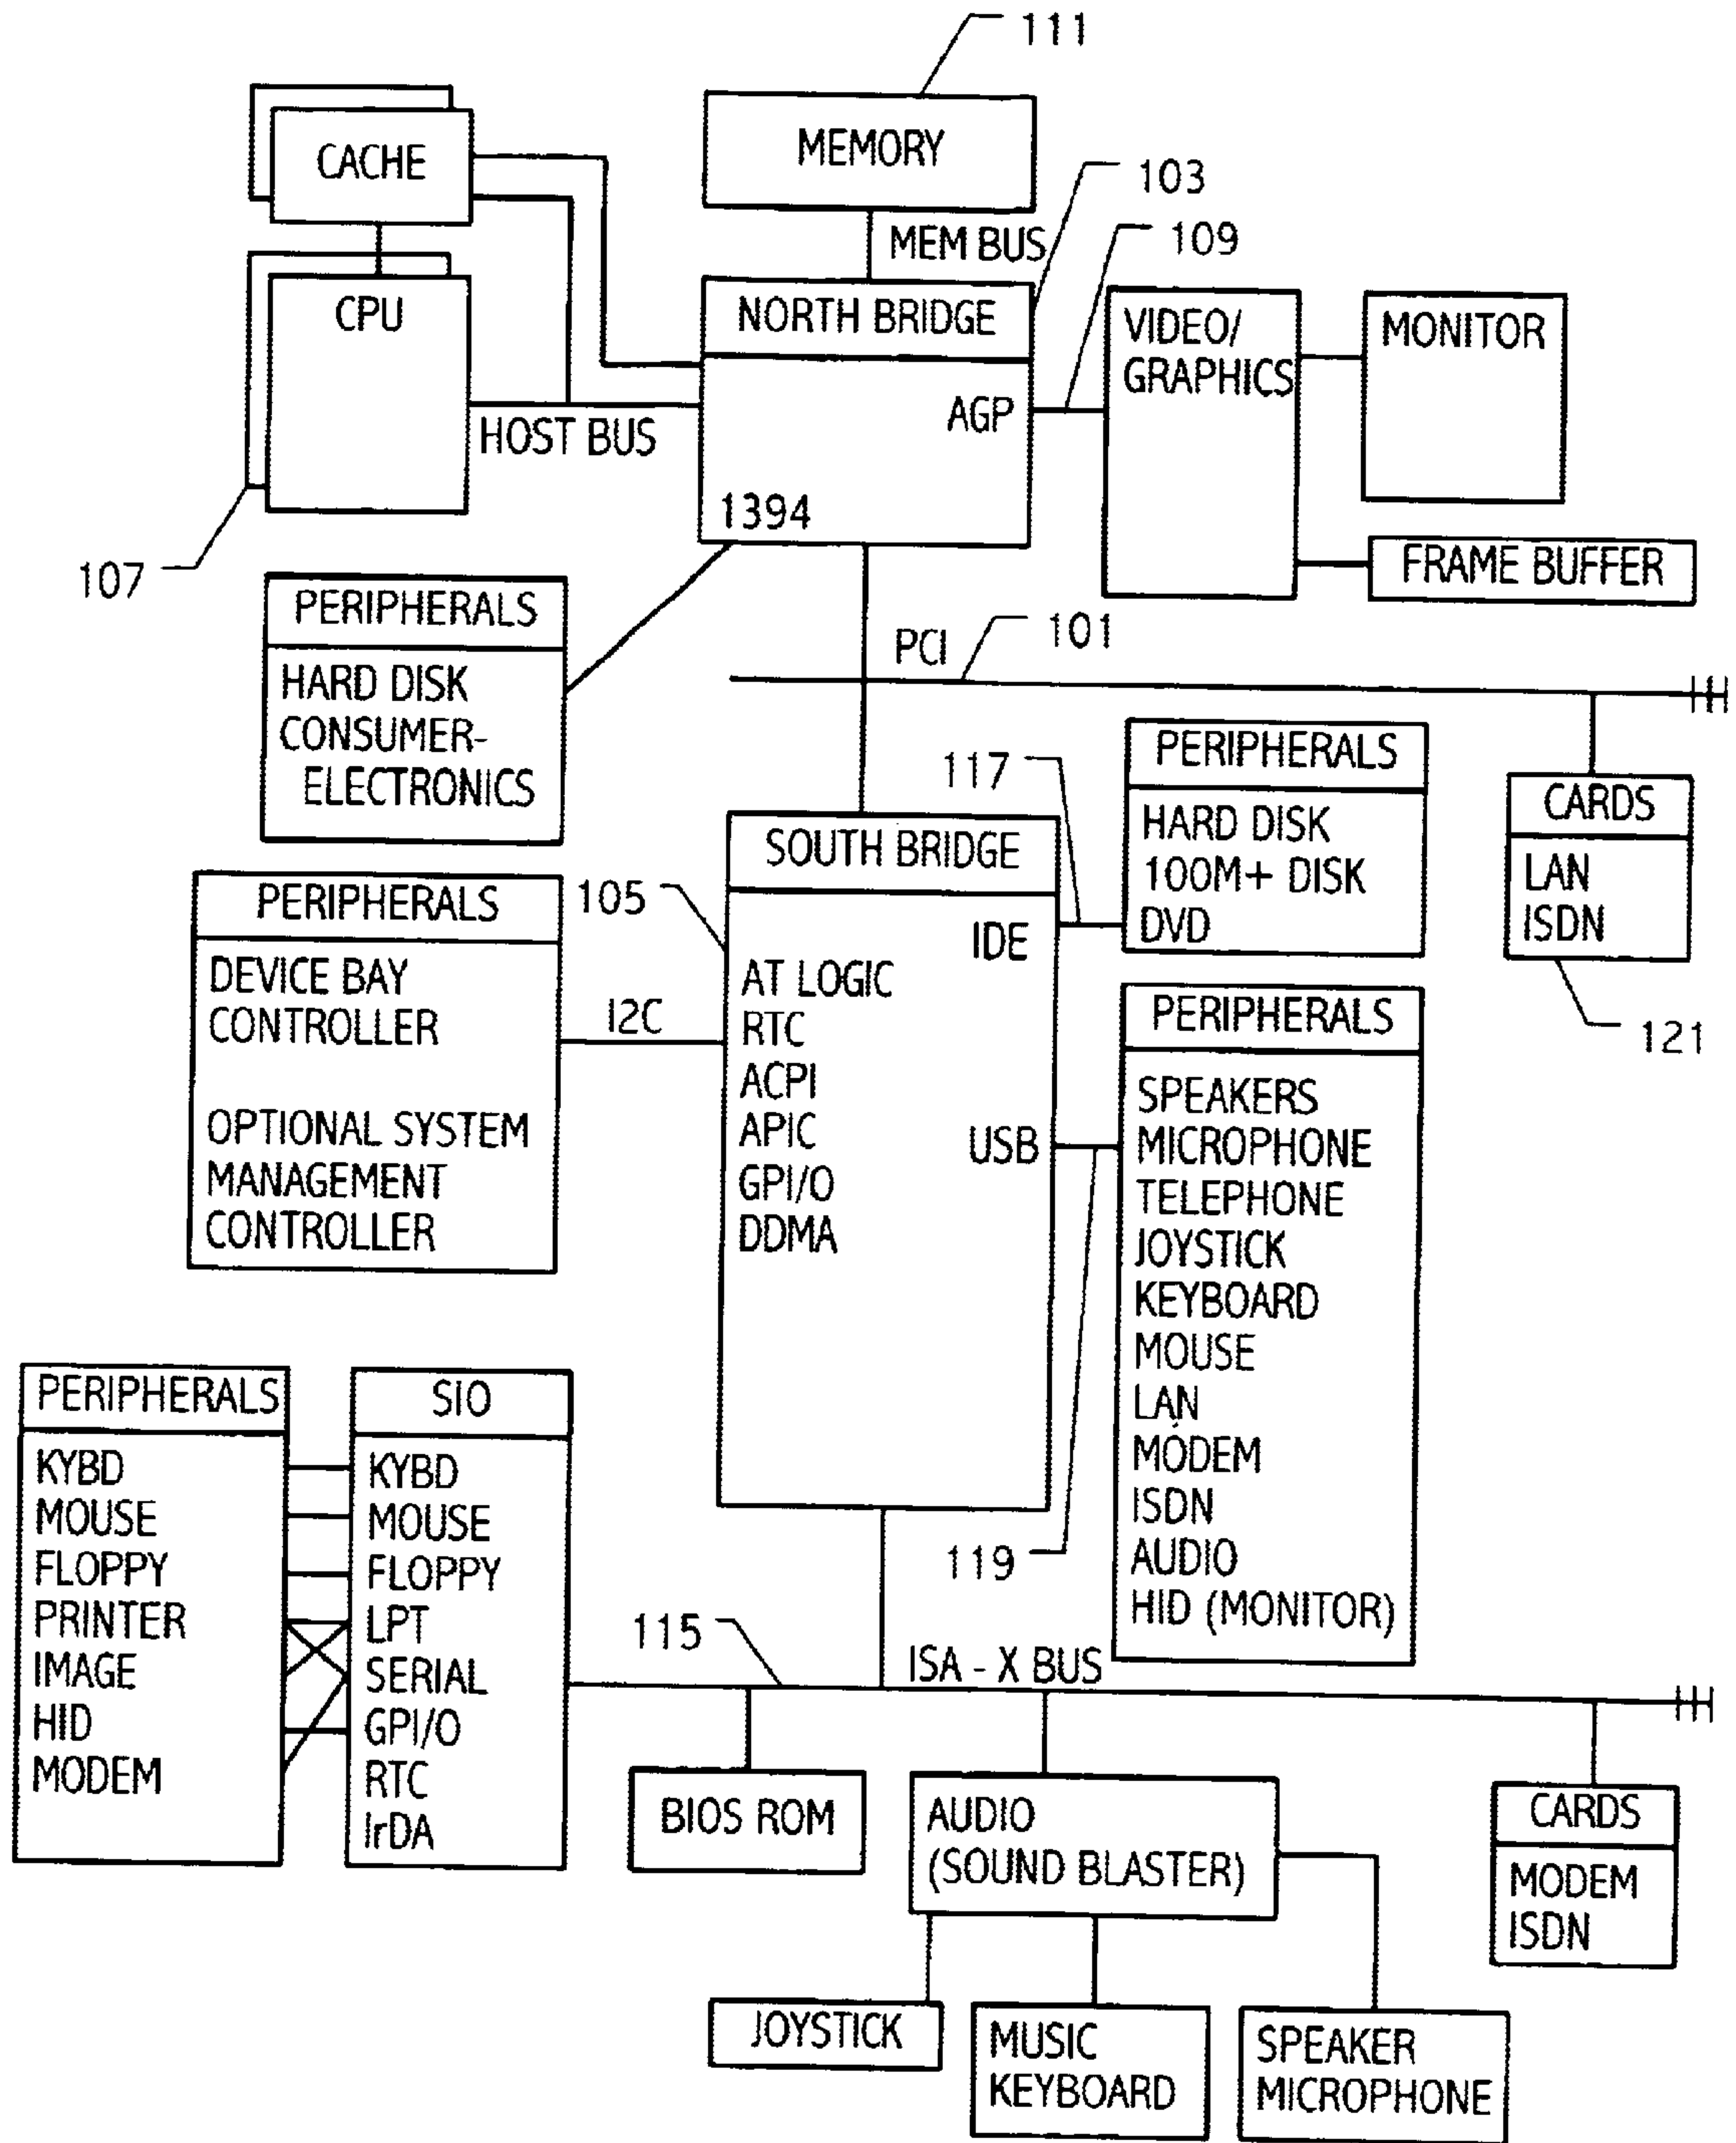 111
CACHE
MEMORY
103
MEM BUS
109
CPU
NORTH BRIDGE
VIDEO/
GRAPHICS
MONITOR
AGP
HOST BUS
1394
107
FRAME BUFFER
PERIPHERALS
HARD DISK
CONSUMER-
ELECTRONICS
PCI
101
117
PERIPHERALS
HARD DISK
100M+ DISK
DVD
CARDS
LAN
ISDN
121
SOUTH BRIDGE
105
IDE
AT LOGIC
RTC
ACPI
APIC
GPI/O
DDMA
USB
PERIPHERALS
DEVICE BAY
CONTROLLER
OPTIONAL SYSTEM
MANAGEMENT
CONTROLLER
I2C
PERIPHERALS
SPEAKERS
MICROPHONE
TELEPHONE
JOYSTICK
KEYBOARD
MOUSE
LAN
MODEM
ISDN
AUDIO
HID (MONITOR)
119
PERIPHERALS
KYBD
MOUSE
FLOPPY
PRINTER
IMAGE
HID
MODEM
SIO
KYBD
MOUSE
FLOPPY
LPT
SERIAL
GPI/O
RTC
IrDA
115
ISA - X BUS
BIOS ROM
AUDIO
(SOUND BLASTER)
CARDS
MODEM
ISDN
JOYSTICK
MUSIC
KEYBOARD
SPEAKER
MICROPHONE